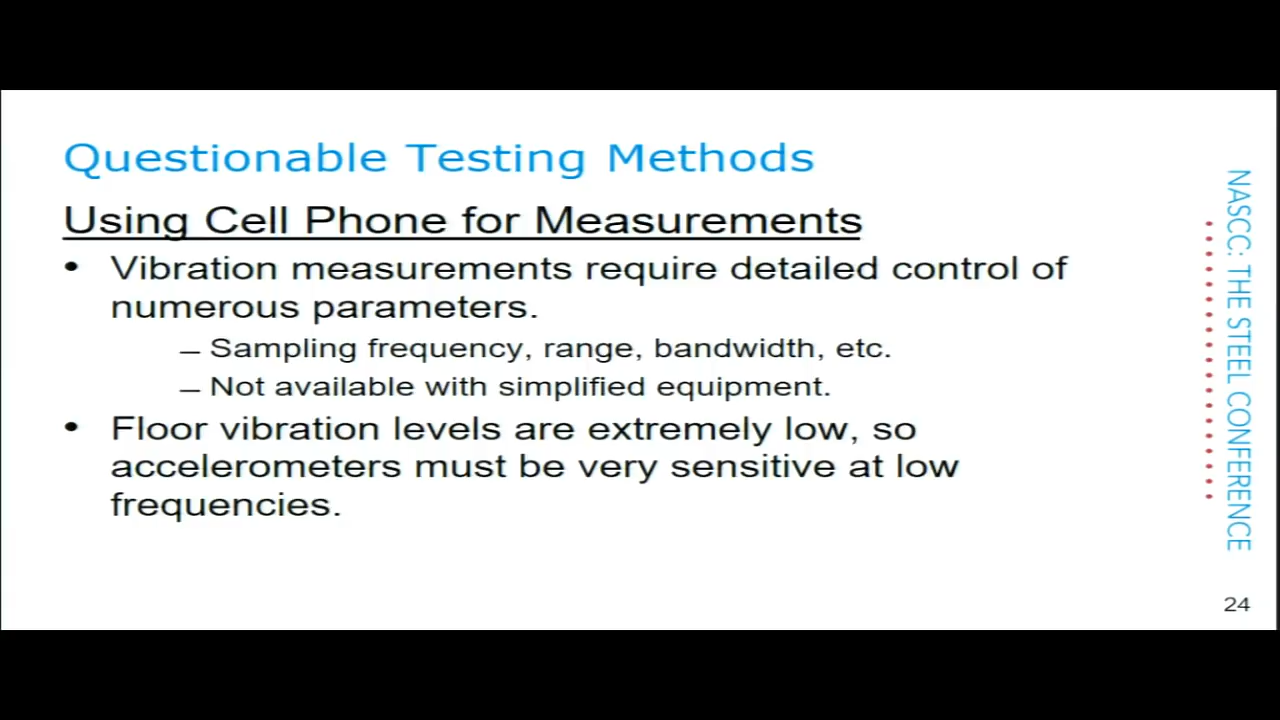 Questionable Testing Methods
Using Cell Phone for Measurements
• Vibration measurements require detailed control of
numerous parameters.
– Sampling frequency, range, bandwidth, etc.
– Not available with simplified equipment.
• Floor vibration levels are extremely low, so
accelerometers must be very sensitive at low
frequencies.
NASCC: THE STEEL CONFERENCE
24